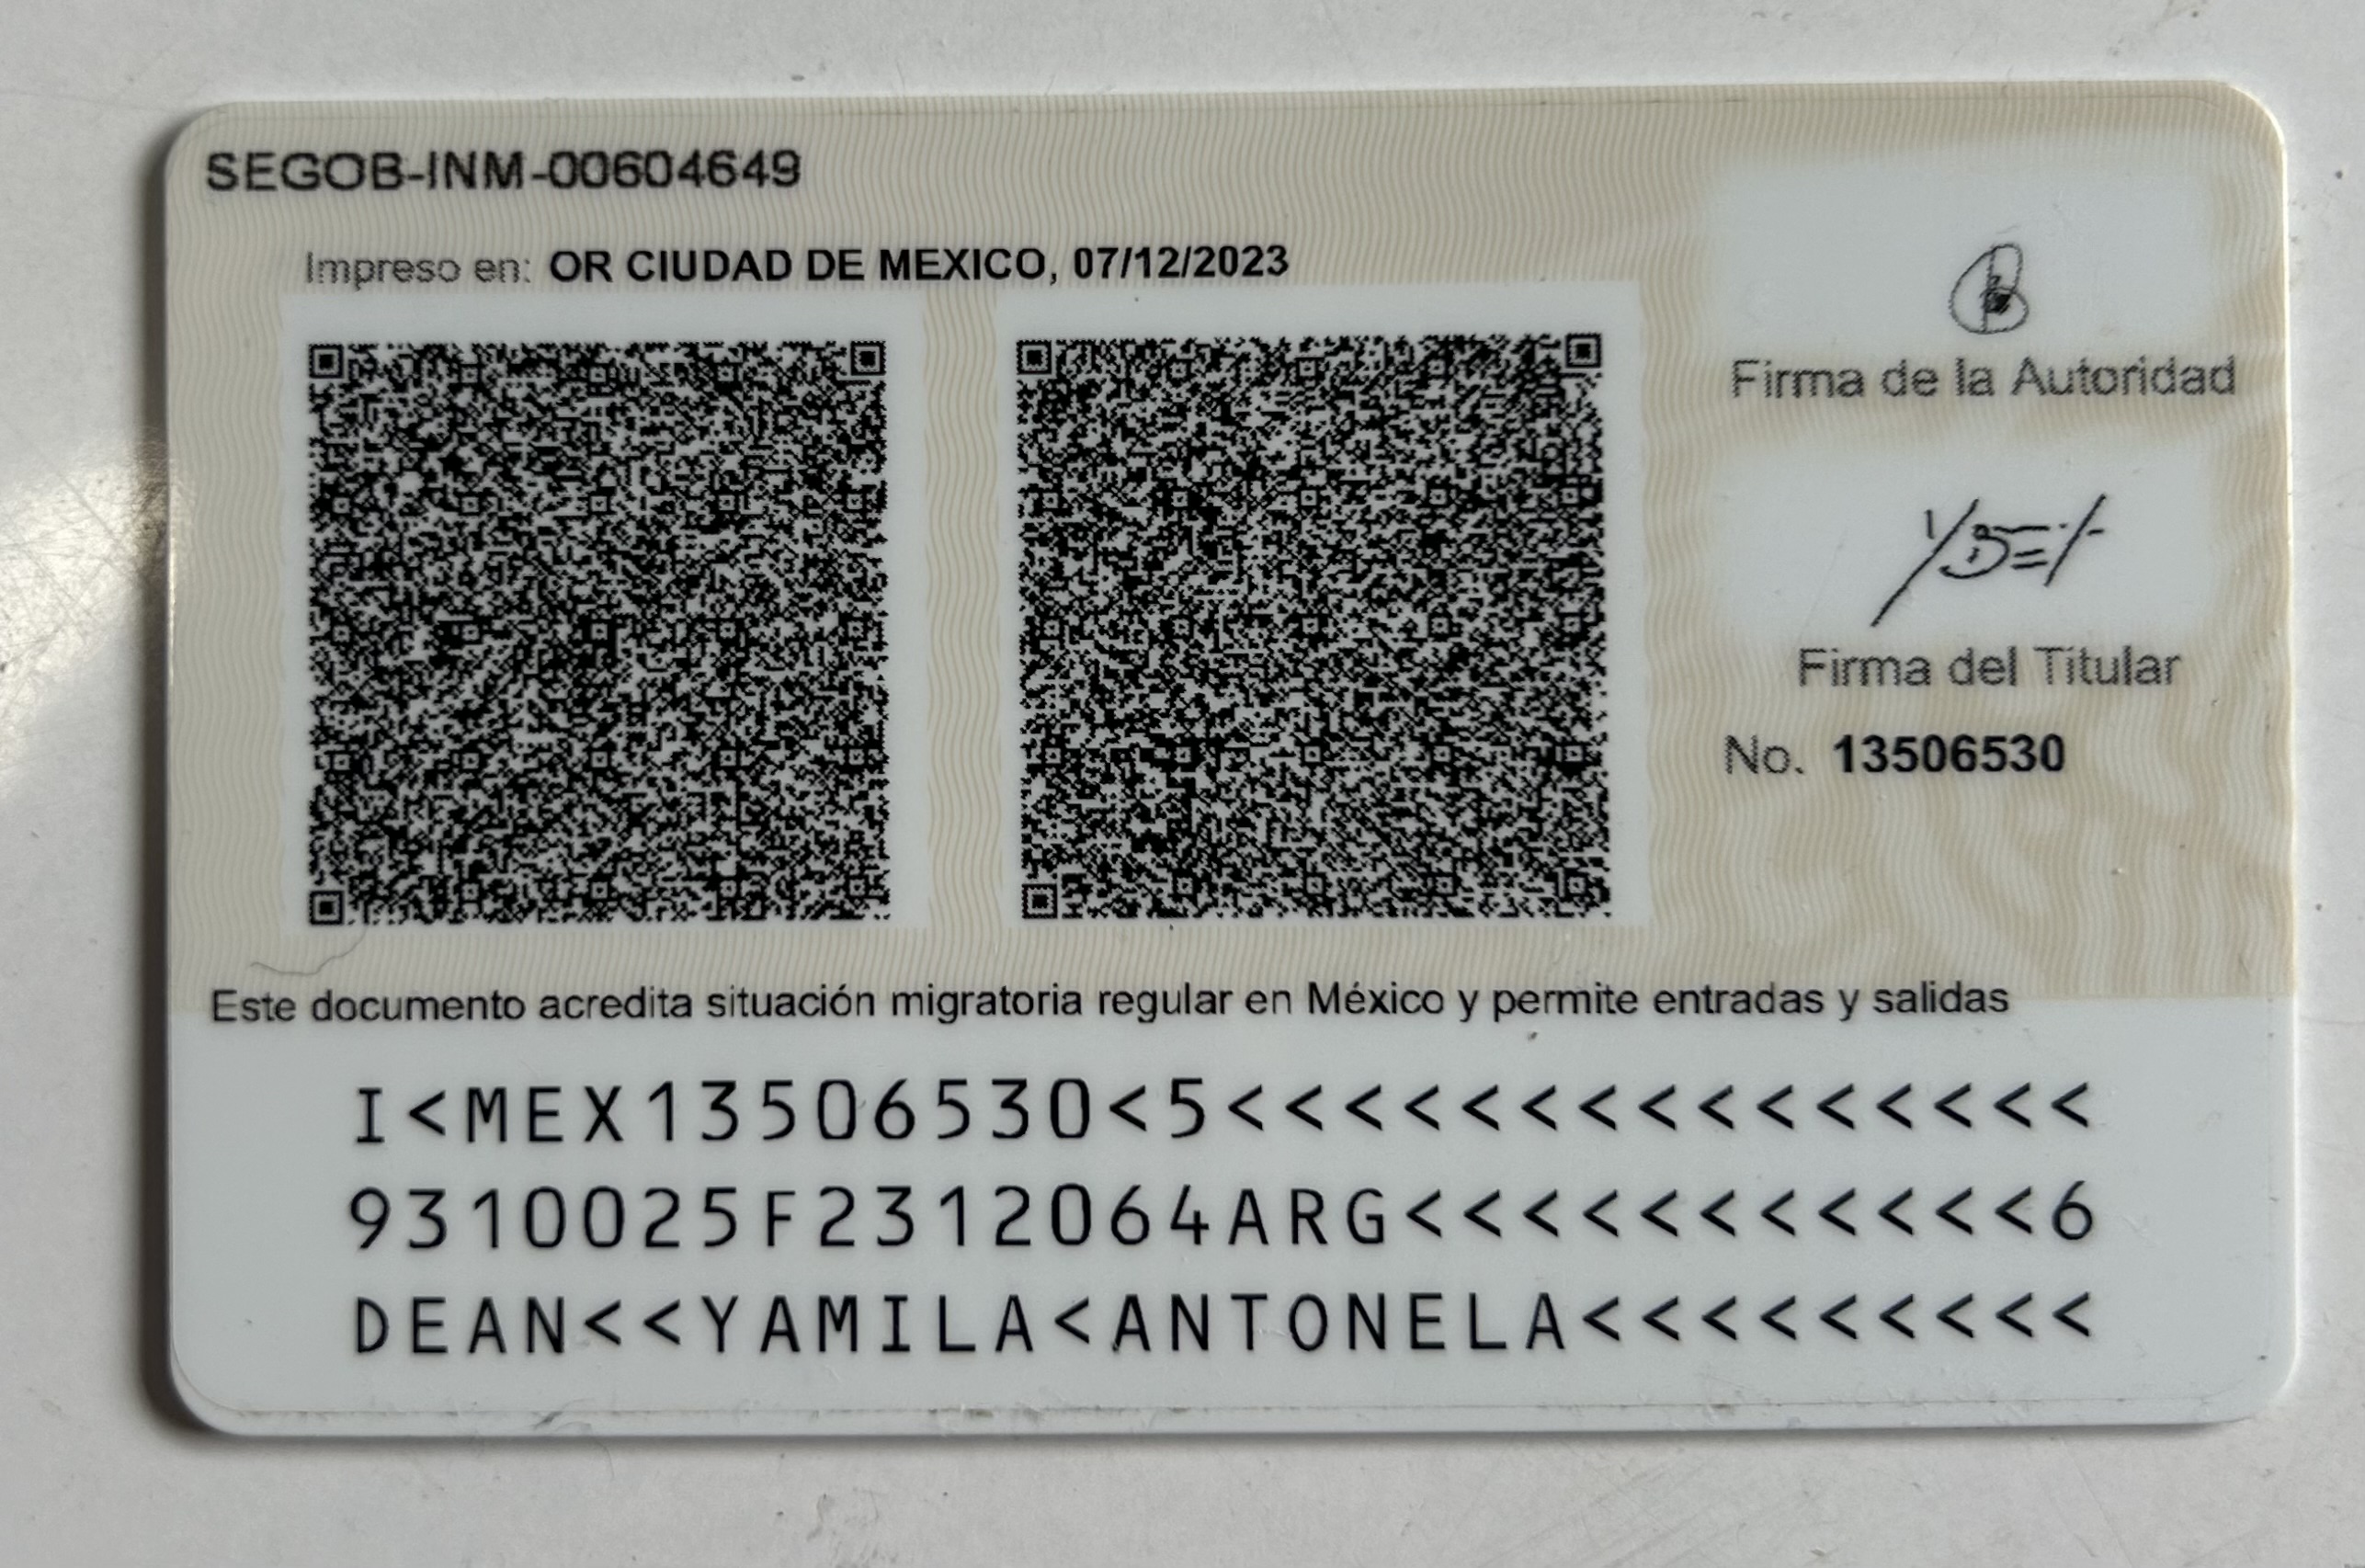 SEGOB-INM-00604649
Impreso en: OR CIUDAD DE MEXICO, 07/12/2023
Firma de la Autoridad
Firma del Titular
No. 13506530
Este documento acredita situación migratoria regular en México y permite entradas y salidas
I<MEX13506530<5<<<<<<<<<<<<<<<
9310025F2312064ARG<<<<<<<<<<<6
DEAN<<YAMILA<ANTONELA<<<<<<<<<